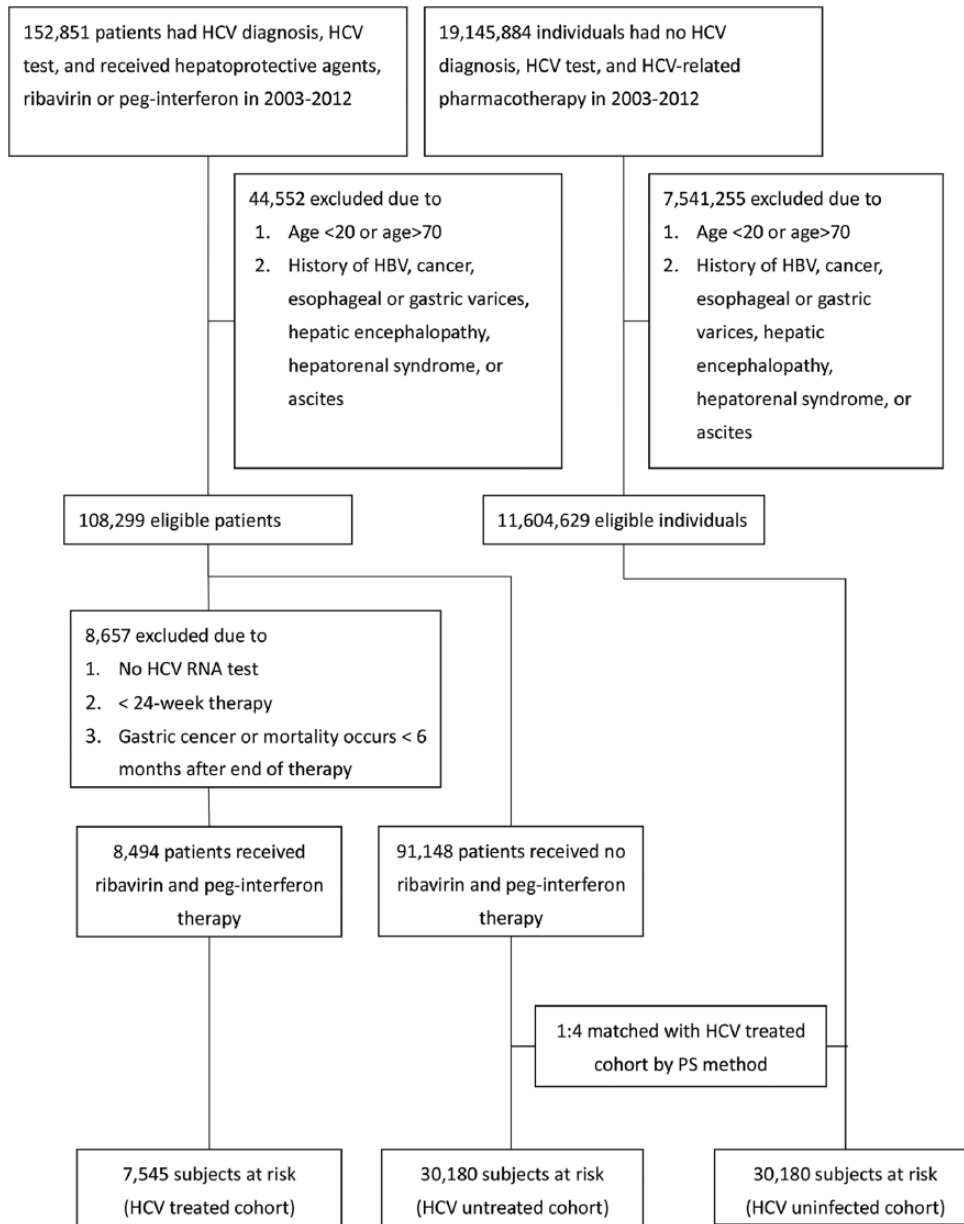 152,851 patients had HCV diagnosis, HCV
test, and received hepatoprotective agents,
ribavirin or peg-interferon in 2003-2012
19,145,884 individuals had no HCV
diagnosis, HCV test, and HCV-related
pharmacotherapy in 2003-2012
44,552 excluded due to
1. Age <20 or age>70
2. History of HBV, cancer,
esophageal or gastric varices,
hepatic encephalopathy,
hepatorenal syndrome, or
ascites
7,541,255 excluded due to
1. Age <20 or age>70
2. History of HBV, cancer,
esophageal or gastric
varices, hepatic
encephalopathy,
hepatorenal syndrome, or
ascites
108,299 eligible patients
11,604,629 eligible individuals
8,657 excluded due to
1. No HCV RNA test
2. < 24-week therapy
3. Gastric cencer or mortality occurs < 6
months after end of therapy
8,494 patients received
ribavirin and peg-interferon
therapy
91,148 patients received no
ribavirin and peg-interferon
therapy
1:4 matched with HCV treated
cohort by PS method
7,545 subjects at risk
(HCV treated cohort)
30,180 subjects at risk
(HCV untreated cohort)
30,180 subjects at risk
(HCV uninfected cohort)